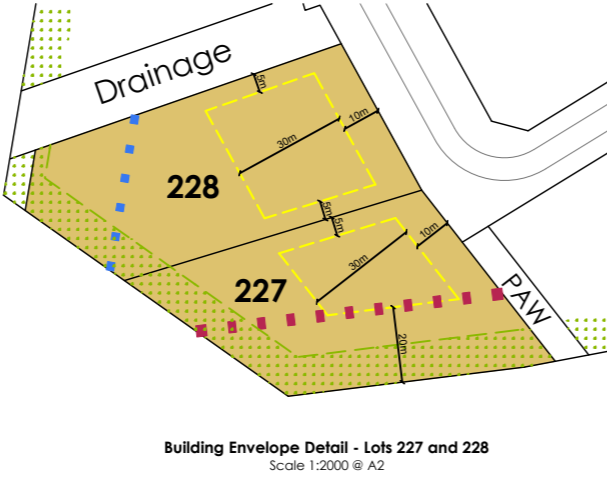 Drainage
5m
10m
30m
228
5m
5m
10m
30m
227
PAW
20m
Building Envelope Detail - Lots 227 and 228
Scale 1:2000 @ A2